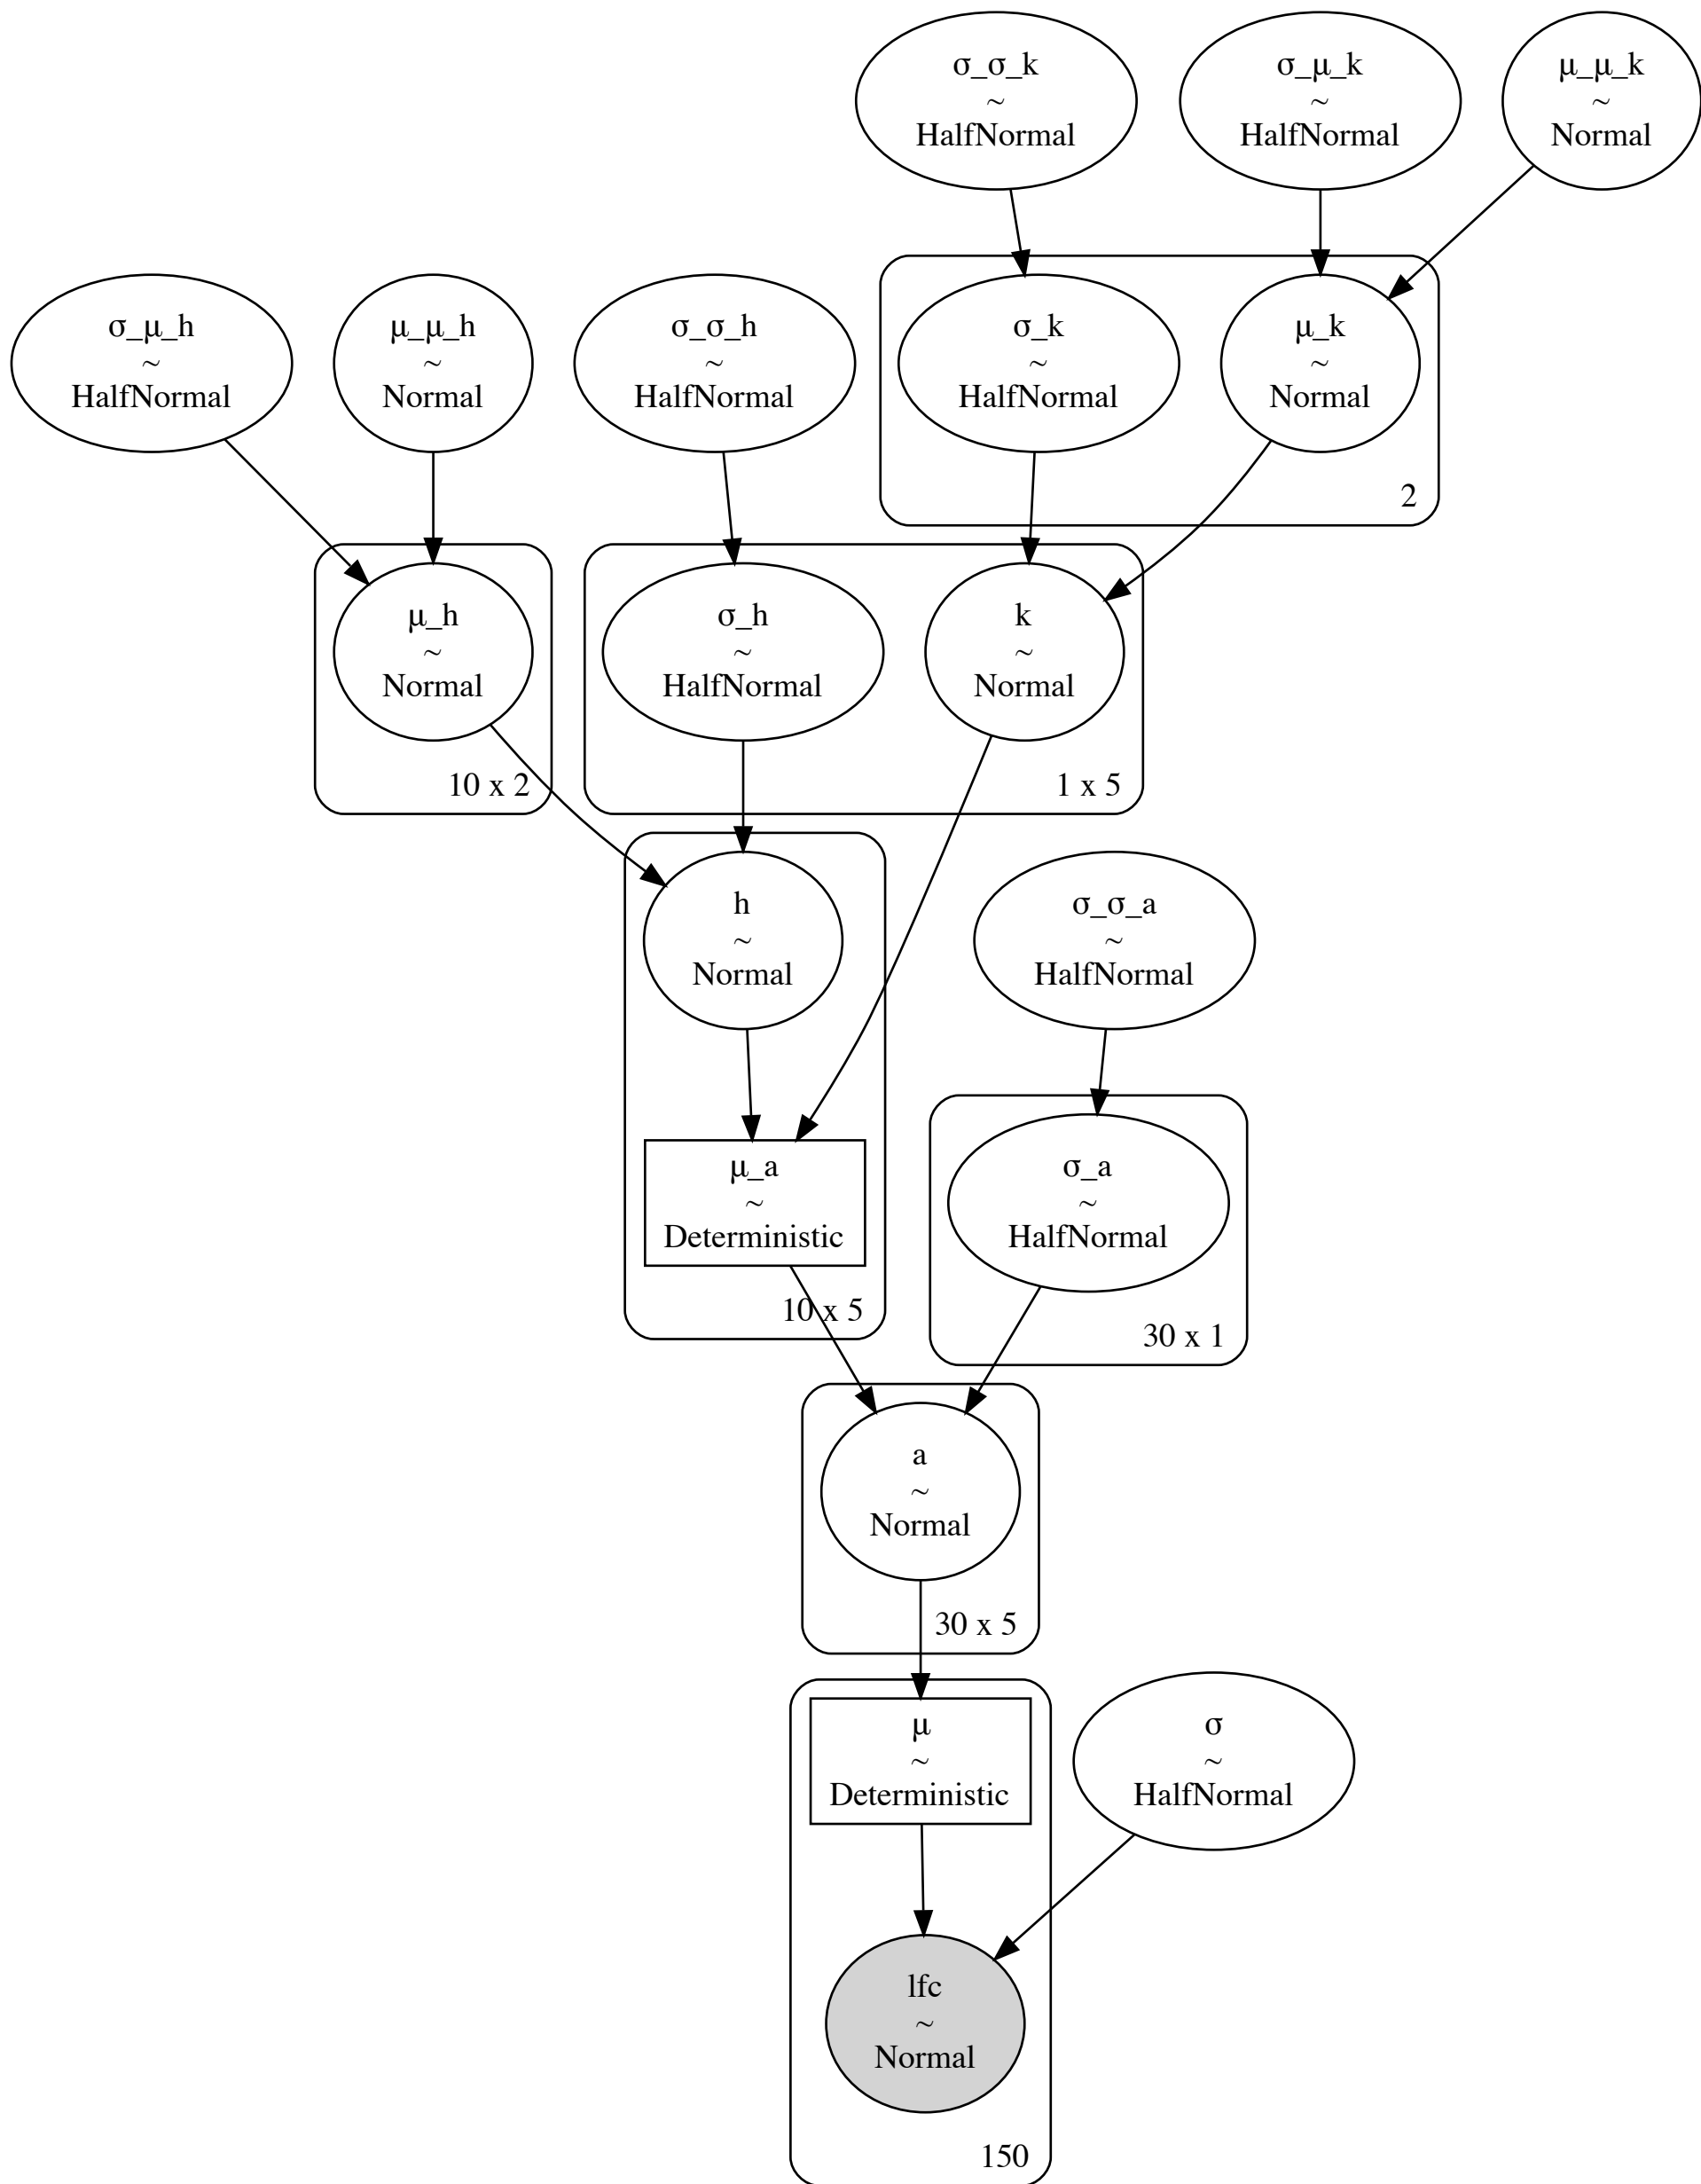 σ_σ_k
~
HalfNormal
σ_μ_k
~
HalfNormal
μ_μ_k
~
Normal
σ_μ_h
~
HalfNormal
μ_μ_h
~
Normal
σ_σ_h
~
HalfNormal
σ_k
~
HalfNormal
μ_k
~
Normal
2
μ_h
~
Normal
10 x 2
σ_h
~
HalfNormal
k
~
Normal
1 x 5
h
~
Normal
σ_σ_a
~
HalfNormal
μ_a
~
Deterministic
10 x 5
σ_a
~
HalfNormal
30 x 1
a
~
Normal
30 x 5
μ
~
Deterministic
σ
~
HalfNormal
lfc
~
Normal
150